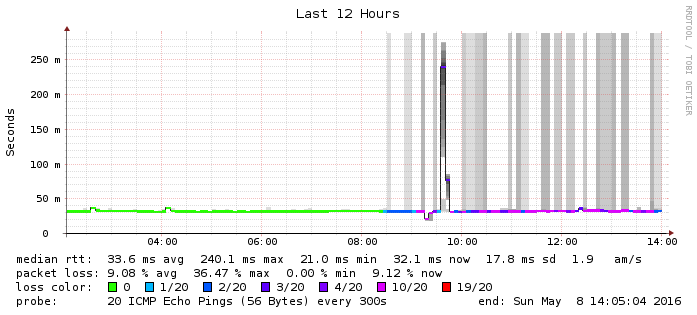 Last 12 Hours
RRDTOOL / TOBI OETIKER
Seconds
250 m
200 m
150 m
100 m
50 m
0
04:00 06:00 08:00 10:00 12:00 14:00
median rtt: 33.6 ms avg 240.1 ms max 21.0 ms min 32.1 ms now 17.8 ms sd 1.9 am/s
packet loss: 9.08 % avg 36.47 % max 0.00 % min 9.12 % now
loss color: 0 1/20 2/20 3/20 4/20 10/20 19/20
probe: 20 ICMP Echo Pings (56 Bytes) every 300s end: Sun May 8 14:05:04 2016